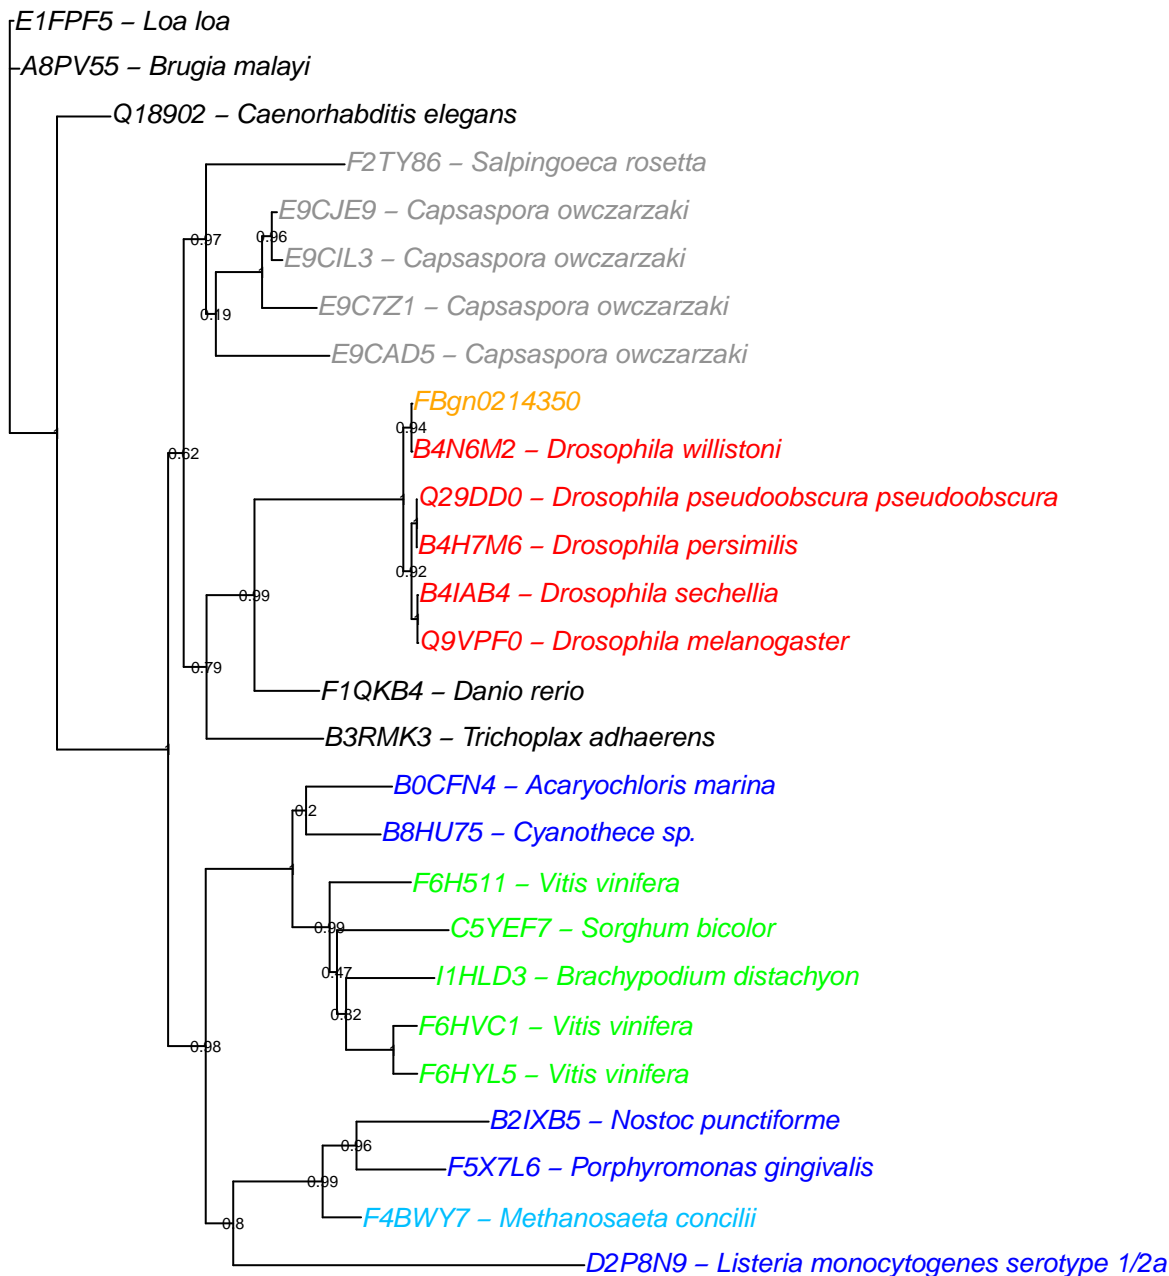 E1FPF5 – Loa loa
A8PV55 – Brugia malayi
Q18902 – Caenorhabditis elegans
F2TY86 – Salpingoeca rosetta
E9CJE9 – Capsaspora owczarzaki
0.97
0.96
E9CIL3 – Capsaspora owczarzaki
1
E9C7Z1 – Capsaspora owczarzaki
0.19
E9CAD5 – Capsaspora owczarzaki
FBgn0214350
0.94
1
B4N6M2 – Drosophila willistoni
0.62
Q29DD0 – Drosophila pseudoobscura pseudoobscura
1
1
B4H7M6 – Drosophila persimilis
0.92
B4IAB4 – Drosophila sechellia
0.99
1
Q9VPF0 – Drosophila melanogaster
0.79
F1QKB4 – Danio rerio
B3RMK3 – Trichoplax adhaerens
1
B0CFN4 – Acaryochloris marina
0.2
B8HU75 – Cyanothece sp.
1
F6H511 – Vitis vinifera
0.99
C5YEF7 – Sorghum bicolor
0.47
I1HLD3 – Brachypodium distachyon
0.82
F6HVC1 – Vitis vinifera
0.98
1
F6HYL5 – Vitis vinifera
B2IXB5 – Nostoc punctiforme
0.96
F5X7L6 – Porphyromonas gingivalis
0.99
F4BWY7 – Methanosaeta concilii
0.8
D2P8N9 – Listeria monocytogenes serotype 1/2a